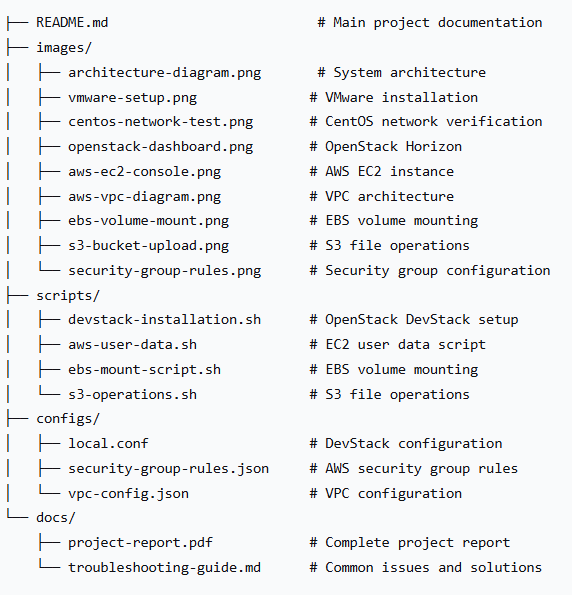 ├── README.md                          # Main project documentation
├── images/
│   ├── architecture-diagram.png       # System architecture
│   ├── vmware-setup.png              # VMware installation
│   ├── centos-network-test.png       # CentOS network verification
│   ├── openstack-dashboard.png       # OpenStack Horizon
│   ├── aws-ec2-console.png           # AWS EC2 instance
│   ├── aws-vpc-diagram.png           # VPC architecture
│   ├── ebs-volume-mount.png          # EBS volume mounting
│   ├── s3-bucket-upload.png          # S3 file operations
│   └── security-group-rules.png      # Security group configuration
├── scripts/
│   ├── devstack-installation.sh      # OpenStack DevStack setup
│   ├── aws-user-data.sh              # EC2 user data script
│   ├── ebs-mount-script.sh           # EBS volume mounting
│   └── s3-operations.sh              # S3 file operations
├── configs/
│   ├── local.conf                    # DevStack configuration
│   ├── security-group-rules.json     # AWS security group rules
│   └── vpc-config.json               # VPC configuration
└── docs/
    ├── project-report.pdf            # Complete project report
    └── troubleshooting-guide.md      # Common issues and solutions